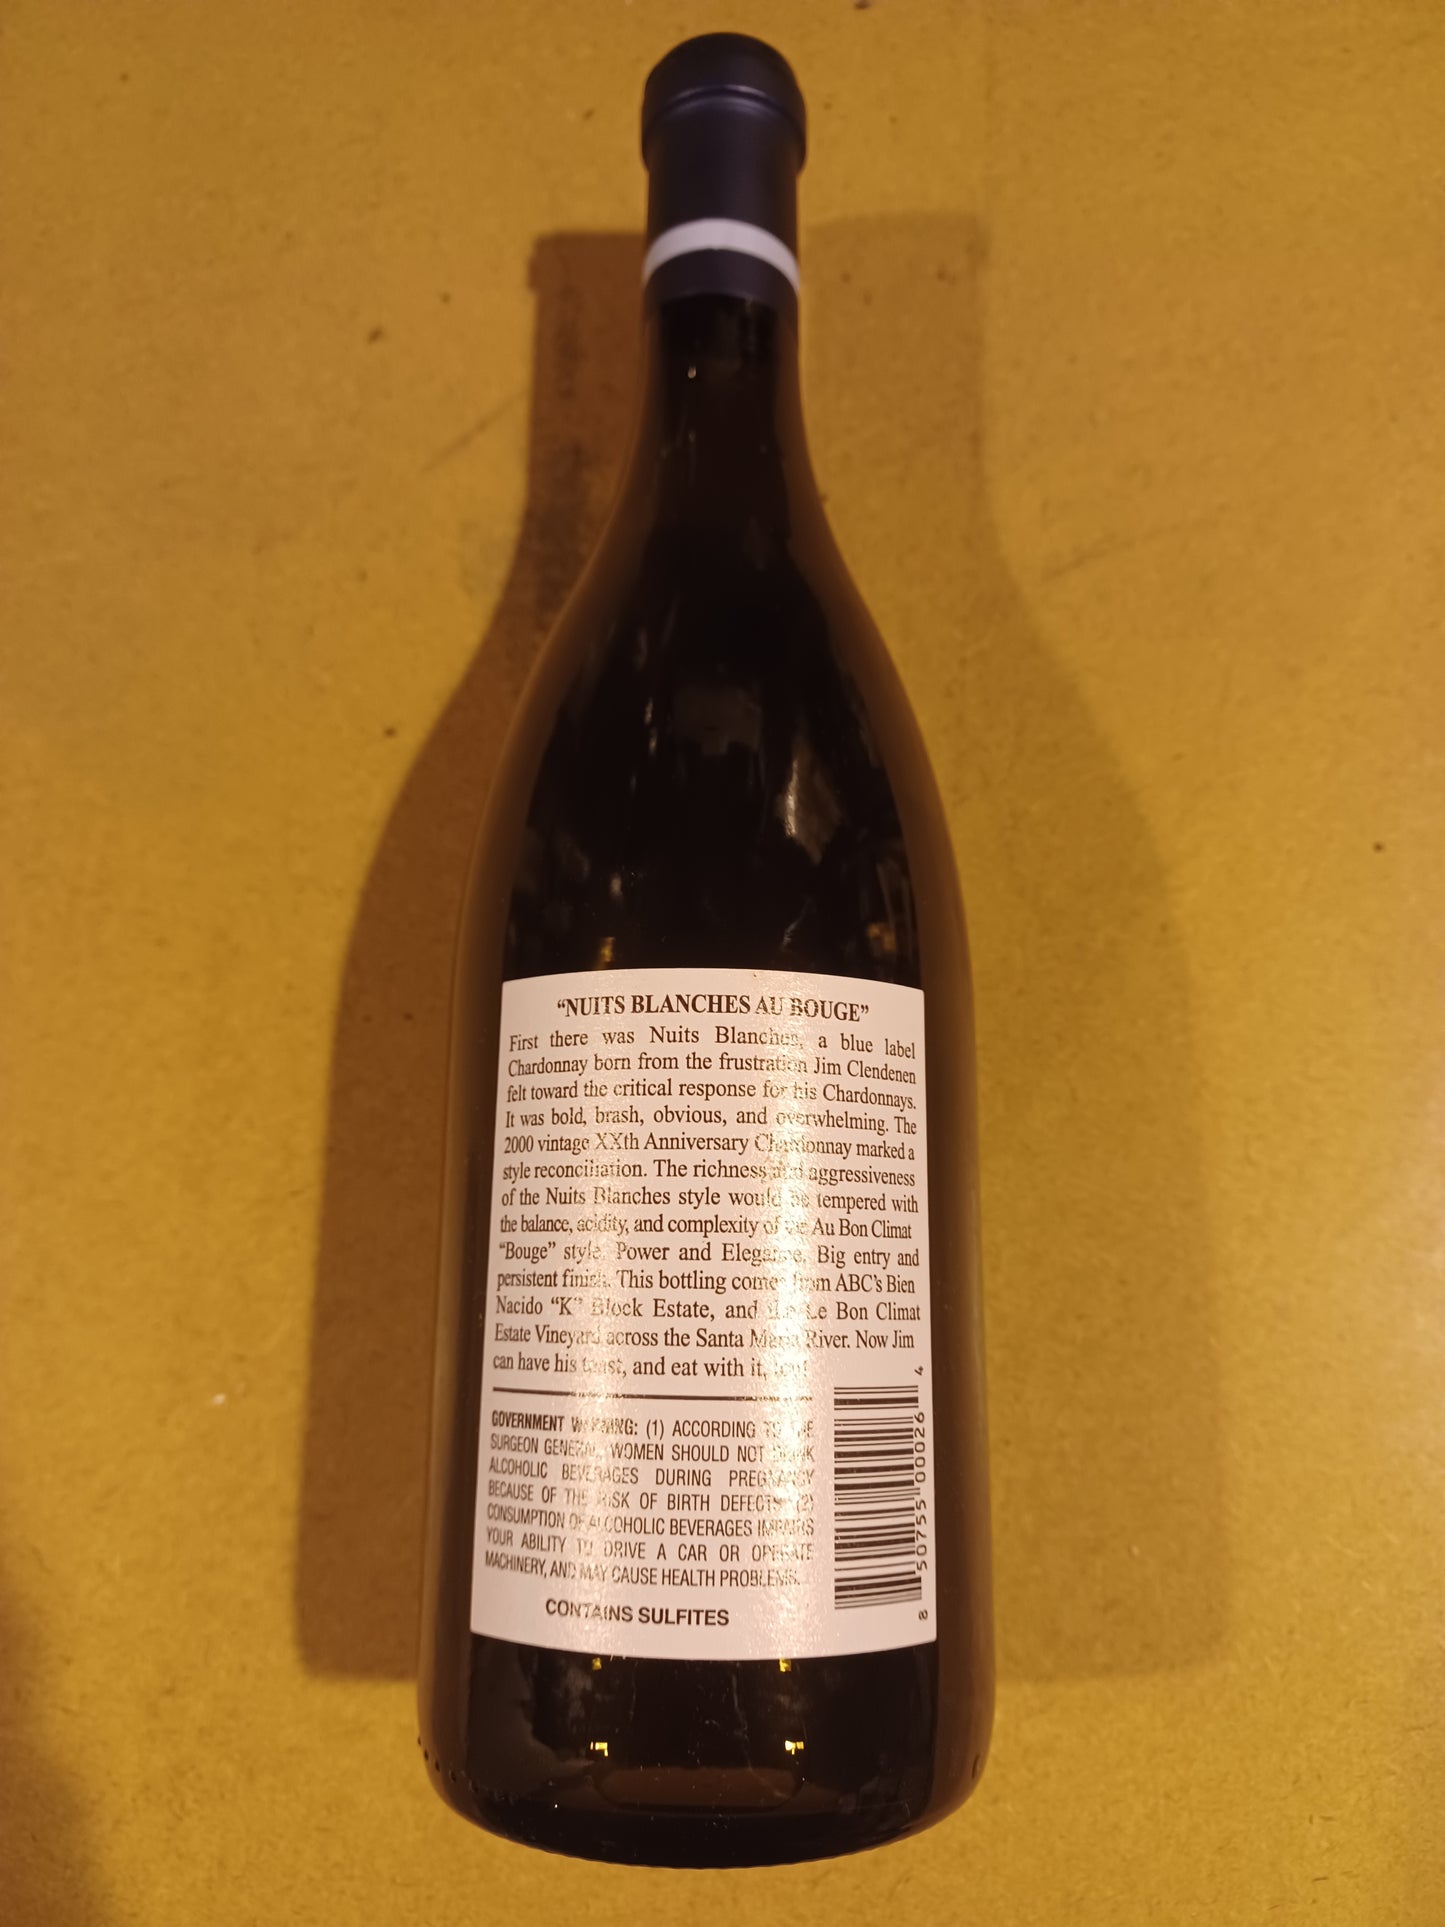 “NUITS BLANCHES AU BOUGE”
First there was Nuits Blanches, a blue label
Chardonnay born from the frustration Jim Clendenen
felt toward the critical response for his Chardonnays.
It was bold, brash, obvious, and overwhelming. The
2000 vintage XXth Anniversary Chardonnay marked a
style reconciliation. The richness and aggressiveness
of the Nuits Blanches style would be tempered with
the balance, acidity, and complexity of Au Bon Climat
“Bouge” style. Power and Elegance. Big entry and
persistent finish. This bottling comes from ABC’s Bien
Nacido “K” Block Estate, and the Le Bon Climat
Estate Vineyard across the Santa Maria River. Now Jim
can have his toast, and eat with it, too!
GOVERNMENT WARNING: (1) ACCORDING TO THE
SURGEON GENERAL, WOMEN SHOULD NOT DRINK
ALCOHOLIC BEVERAGES DURING PREGNANCY
BECAUSE OF THE RISK OF BIRTH DEFECTS. (2)
CONSUMPTION OF ALCOHOLIC BEVERAGES IMPAIRS
YOUR ABILITY TO DRIVE A CAR OR OPERATE
MACHINERY, AND MAY CAUSE HEALTH PROBLEMS.
CONTAINS SULFITES
8 50755 00026 4